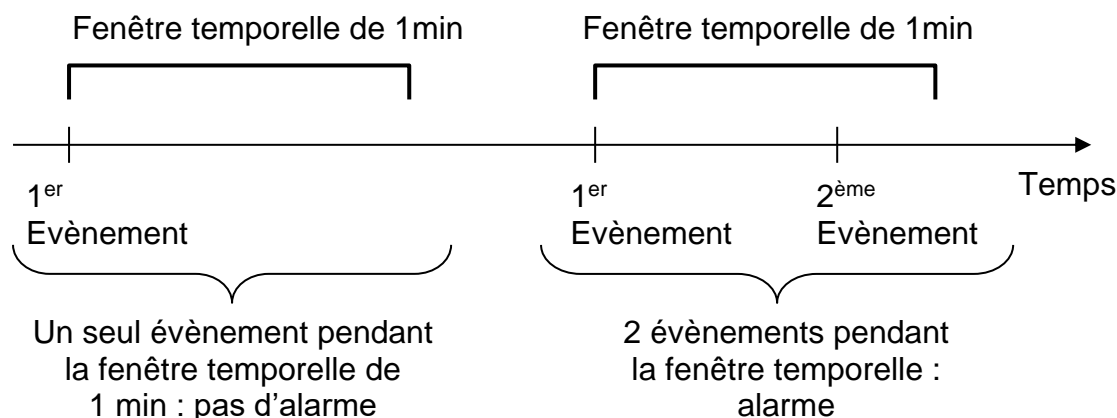 Fenêtre temporelle de 1min
Fenêtre temporelle de 1min
Temps
1er
Evènement
1er
Evènement
2ème
Evènement
Un seul évènement pendant
la fenêtre temporelle de
1 min : pas d’alarme
2 évènements pendant
la fenêtre temporelle :
alarme